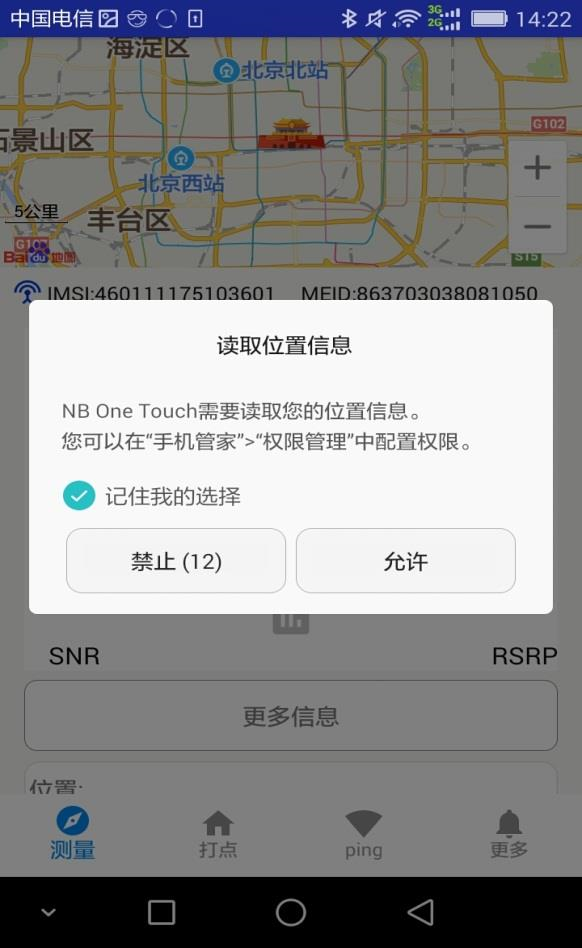 中国电信
3G
2G
14:22
海淀区
北京北站
G102
石景山区
北京西站
5公里
丰台区
Bai du 地图
S15
IMSI:460111175103601 MEID:863703038081050
读取位置信息
NB One Touch需要读取您的位置信息。
您可以在“手机管家”>“权限管理”中配置权限。
记住我的选择
禁止 (12)
允许
SNR
RSRP
更多信息
位置:
测量
打点
ping
更多